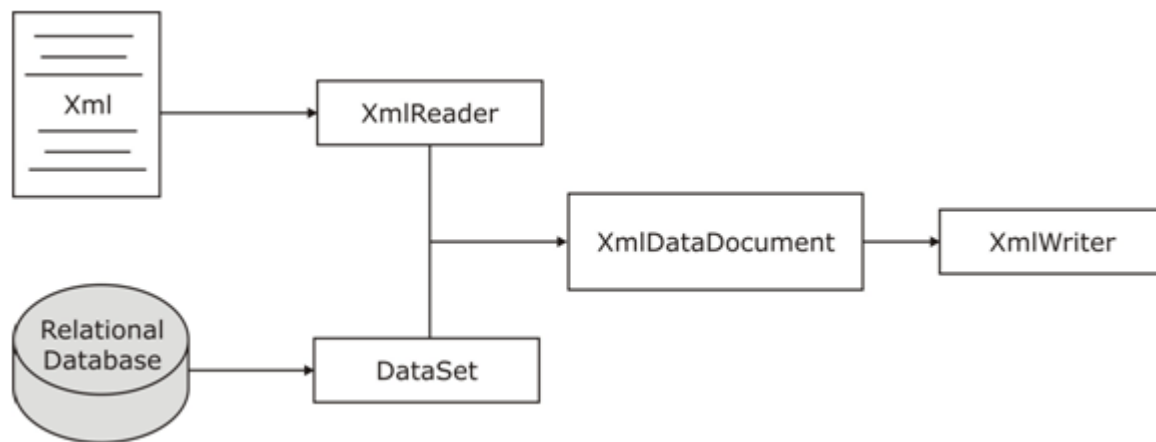 Xml
XmlReader
XmlDataDocument
XmlWriter
Relational
Database
DataSet